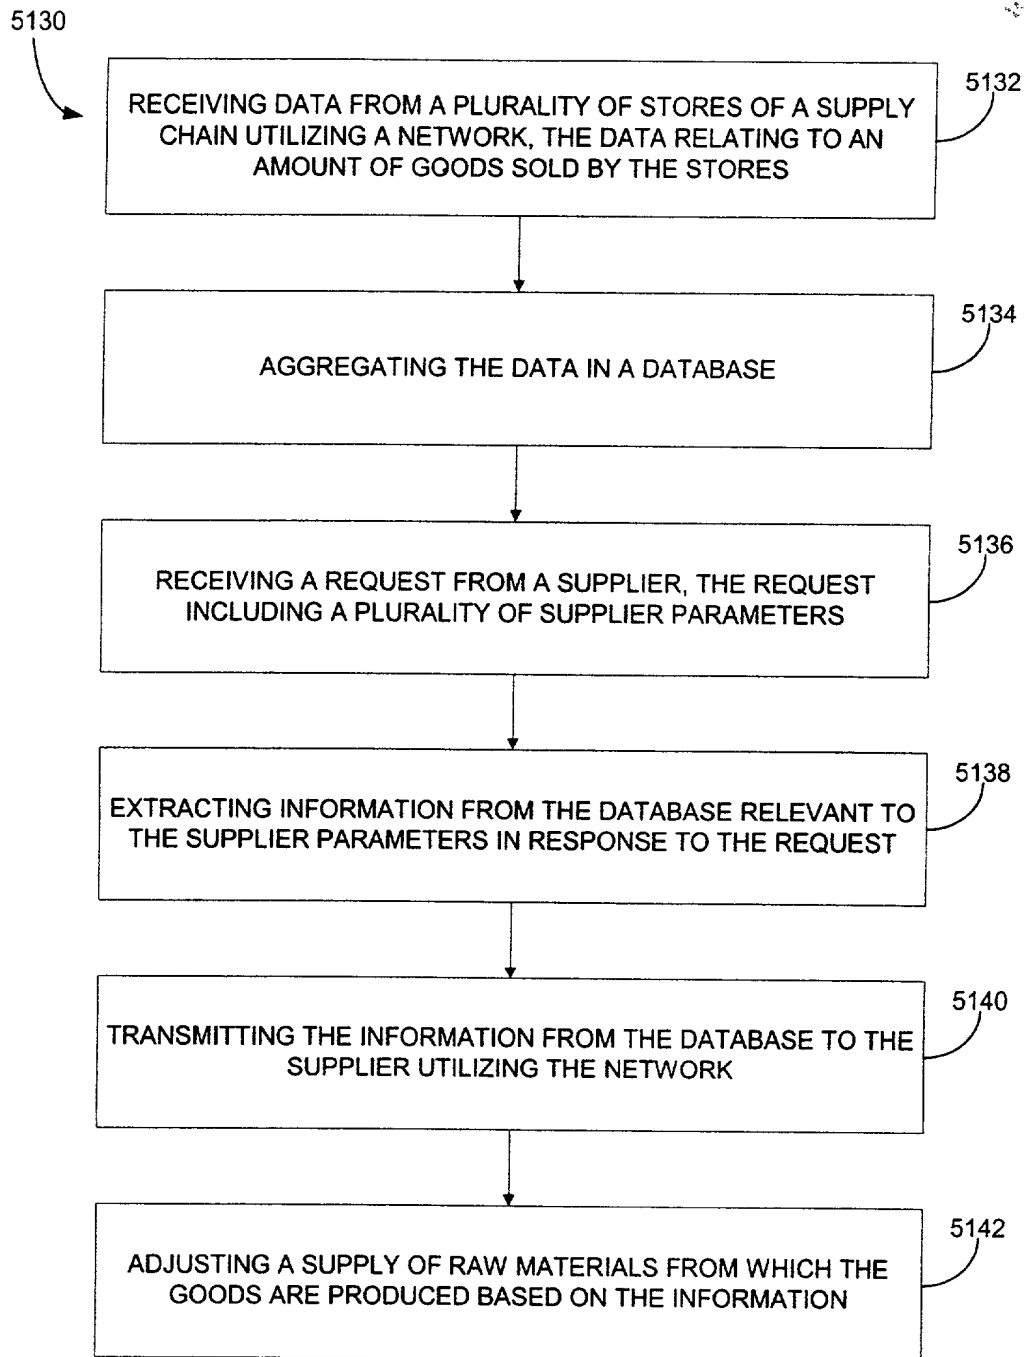 5130
5132
RECEIVING DATA FROM A PLURALITY OF STORES OF A SUPPLY
CHAIN UTILIZING A NETWORK, THE DATA RELATING TO AN
AMOUNT OF GOODS SOLD BY THE STORES
5134
AGGREGATING THE DATA IN A DATABASE
5136
RECEIVING A REQUEST FROM A SUPPLIER, THE REQUEST
INCLUDING A PLURALITY OF SUPPLIER PARAMETERS
5138
EXTRACTING INFORMATION FROM THE DATABASE RELEVANT TO
THE SUPPLIER PARAMETERS IN RESPONSE TO THE REQUEST
5140
TRANSMITTING THE INFORMATION FROM THE DATABASE TO THE
SUPPLIER UTILIZING THE NETWORK
5142
ADJUSTING A SUPPLY OF RAW MATERIALS FROM WHICH THE
GOODS ARE PRODUCED BASED ON THE INFORMATION